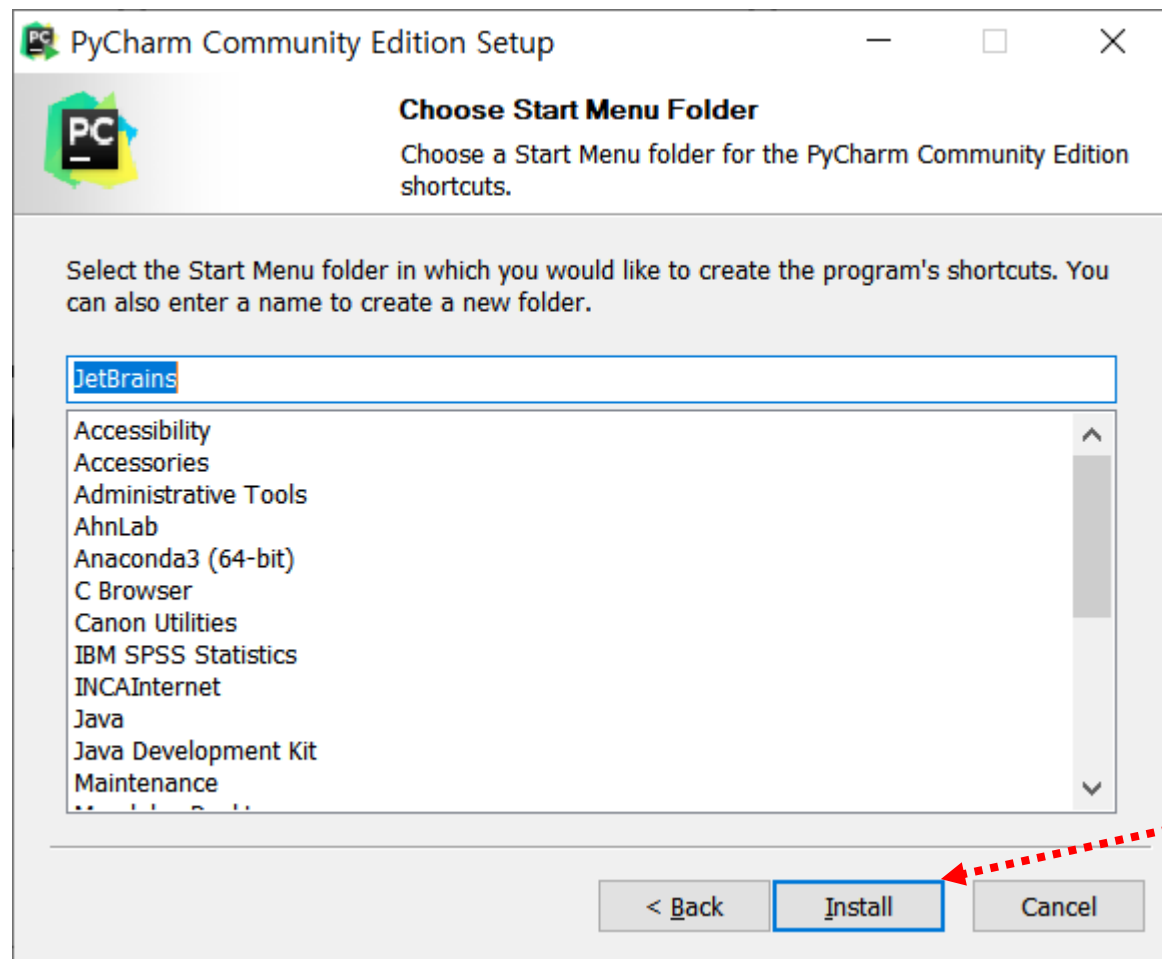 PC PyCharm Community Edition Setup
PC
Choose Start Menu Folder
Choose a Start Menu folder for the PyCharm Community Edition
shortcuts.
Select the Start Menu folder in which you would like to create the program's shortcuts. You
can also enter a name to create a new folder.
JetBrains
Accessibility
Accessories
Administrative Tools
AhnLab
Anaconda3 (64-bit)
C Browser
Canon Utilities
IBM SPSS Statistics
INCAInternet
Java
Java Development Kit
Maintenance
< Back Install Cancel